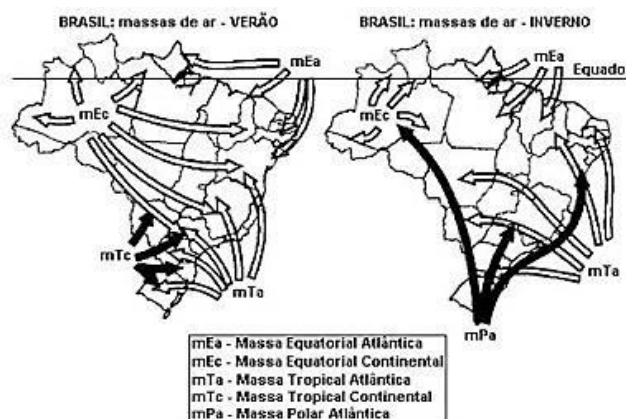 BRASIL: massas de ar - VERÃO
mEa
mEc
mTc
mTa
BRASIL: massas de ar - INVERNO
mEa
Equado
mEc
mTa
mPa
mEa - Massa Equatorial Atlântica
mEc - Massa Equatorial Continental
mTa - Massa Tropical Atlântica
mTc - Massa Tropical Continental
mPa - Massa Polar Atlântica